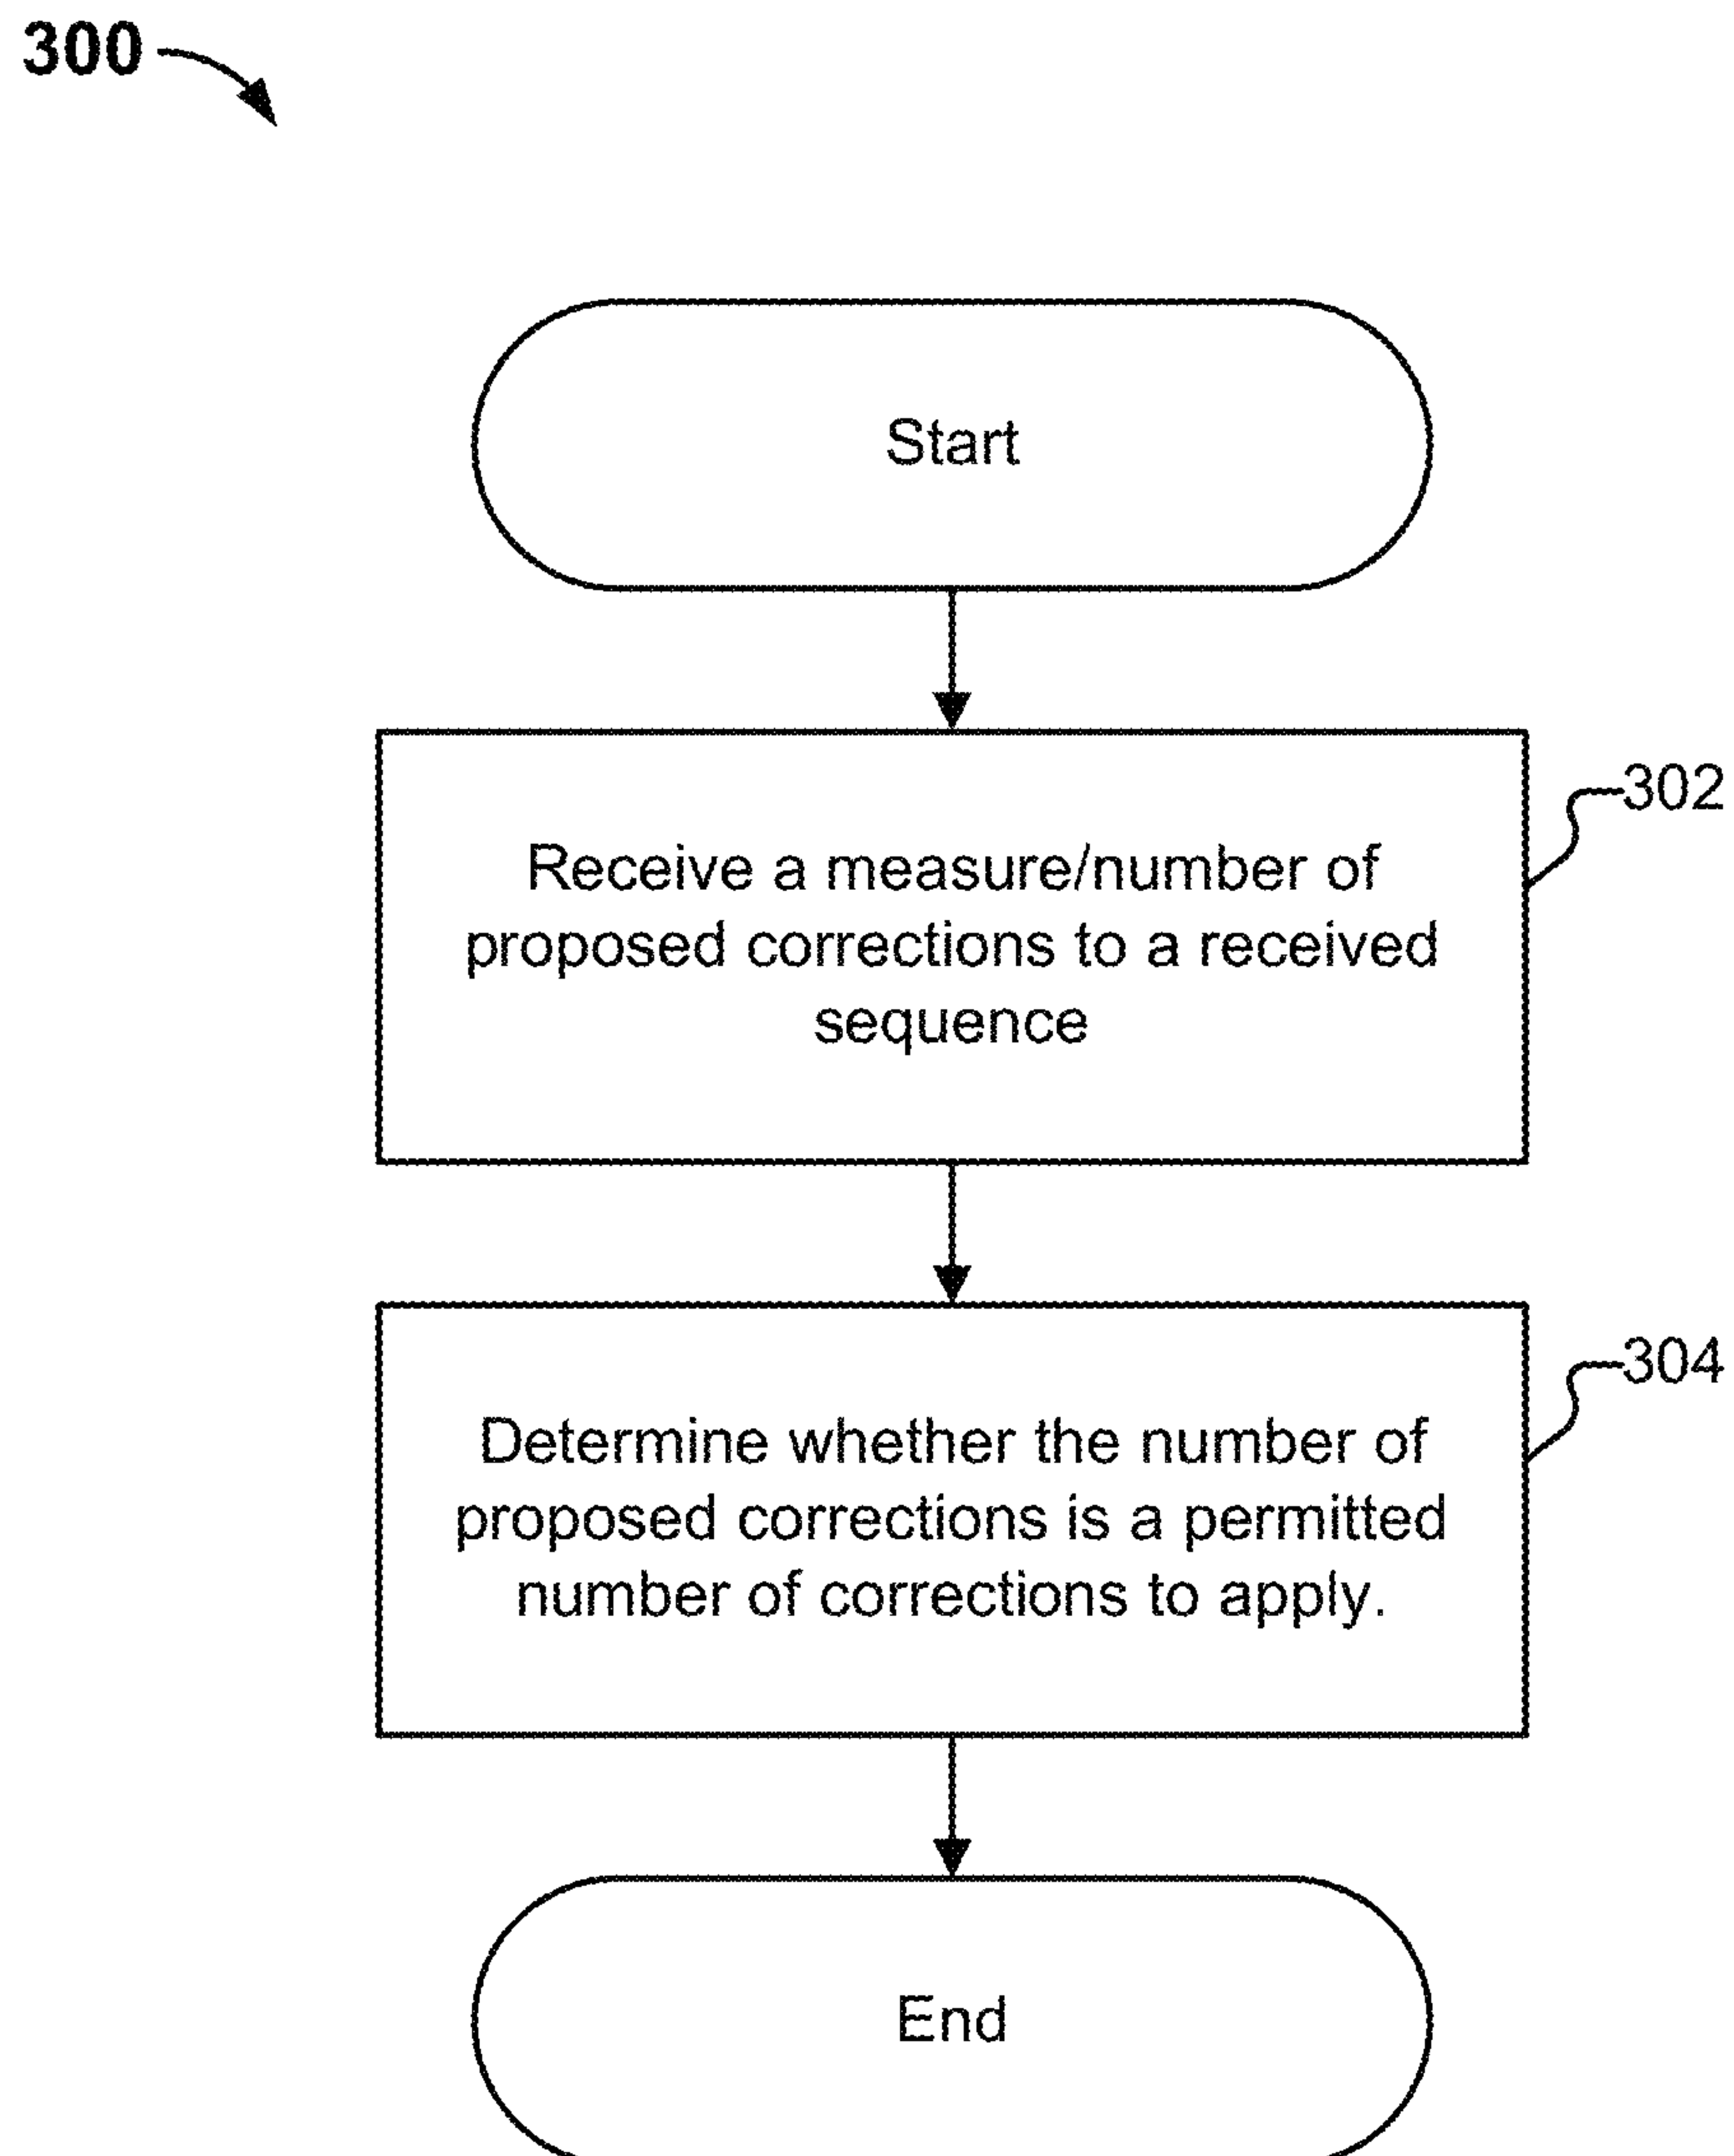 300
Start
302
Receive a measure/number of
proposed corrections to a received
sequence
304
Determine whether the number of
proposed corrections is a permitted
number of corrections to apply.
End